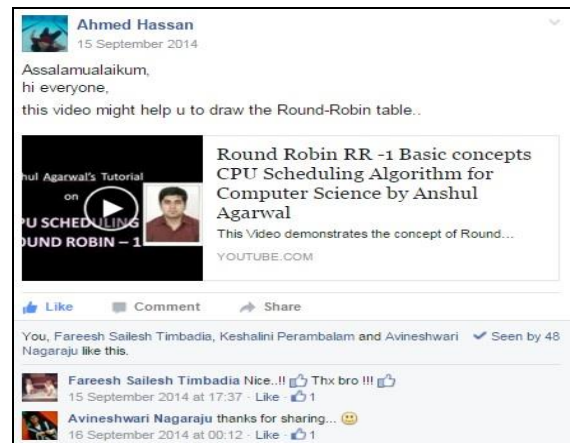 Ahmed Hassan
15 September 2014
Assalamualaikum,
hi everyone,
this video might help u to draw the Round-Robin table..
hul Agarwal's Tutorial
on
PU SCHEDULING
OUND ROBIN – 1
Round Robin RR -1 Basic concepts
CPU Scheduling Algorithm for
Computer Science by Anshul
Agarwal
This Video demonstrates the concept of Round...
YOUTUBE.COM
Like Comment Share
You, Fareesh Sailesh Timbadia, Keshalini Perambalam and Avineshwari Nagaraju like this.
Seen by 48
Fareesh Sailesh Timbadia Nice..!! Thx bro !!!
15 September 2014 at 17:37 · Like · 1
Avineshwari Nagaraju thanks for sharing...
16 September 2014 at 00:12 · Like · 1